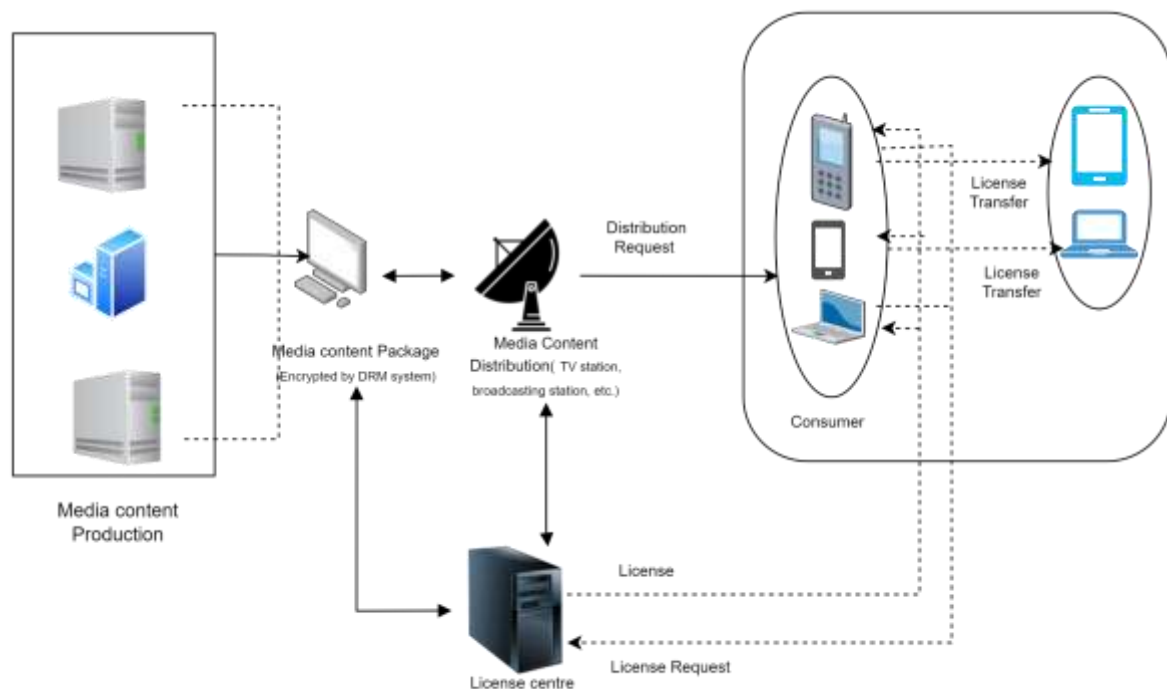 Media content
Production
Media content Package
(Encrypted by DRM system)
Media Content
Distribution( TV station,
broadcasting station, etc.)
Distribution
Request
License
Transfer
License
Transfer
Consumer
License
License Request
License centre